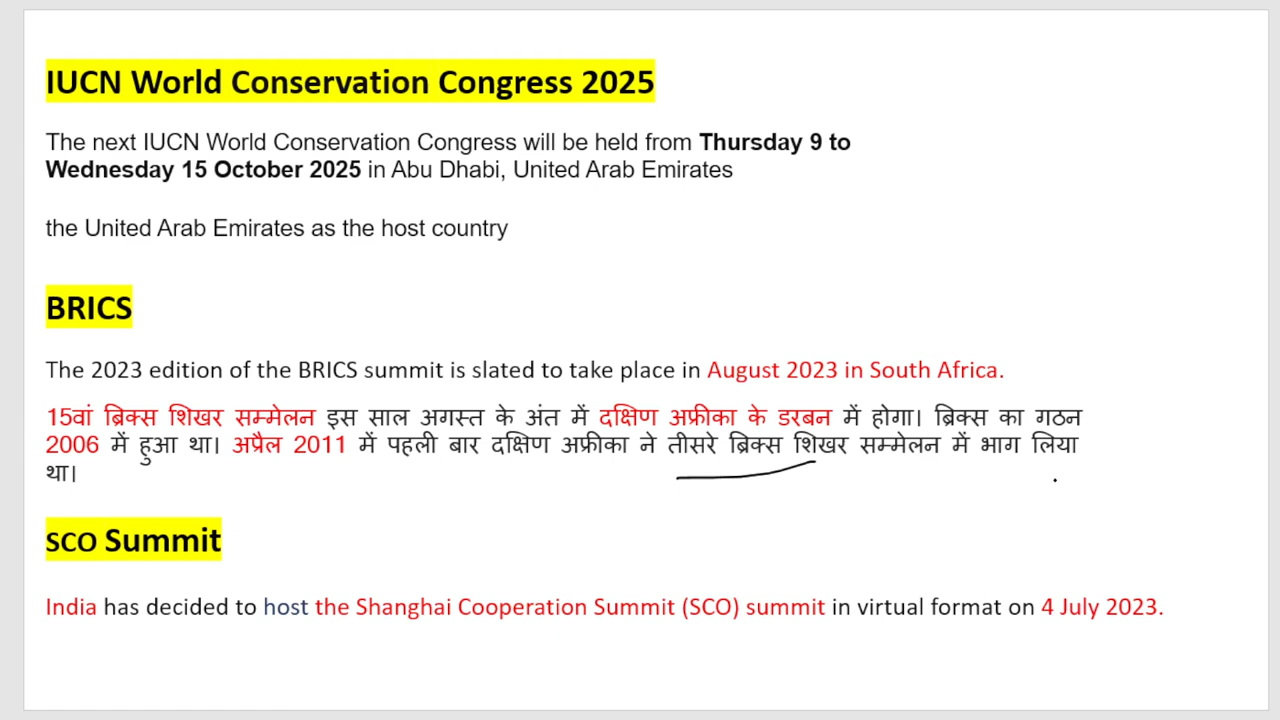 IUCN World Conservation Congress 2025
The next IUCN World Conservation Congress will be held from Thursday 9 to
Wednesday 15 October 2025 in Abu Dhabi, United Arab Emirates
the United Arab Emirates as the host country
BRICS
The 2023 edition of the BRICS summit is slated to take place in August 2023 in South Africa.
15वां ब्रिक्स शिखर सम्मेलन इस साल अगस्त के अंत में दक्षिण अफ्रीका के डरबन में होगा। ब्रिक्स का गठन
2006 में हुआ था। अप्रैल 2011 में पहली बार दक्षिण अफ्रीका ने तीसरे ब्रिक्स शिखर सम्मेलन में भाग लिया
था।
SCO Summit
India has decided to host the Shanghai Cooperation Summit (SCO) summit in virtual format on 4 July 2023.